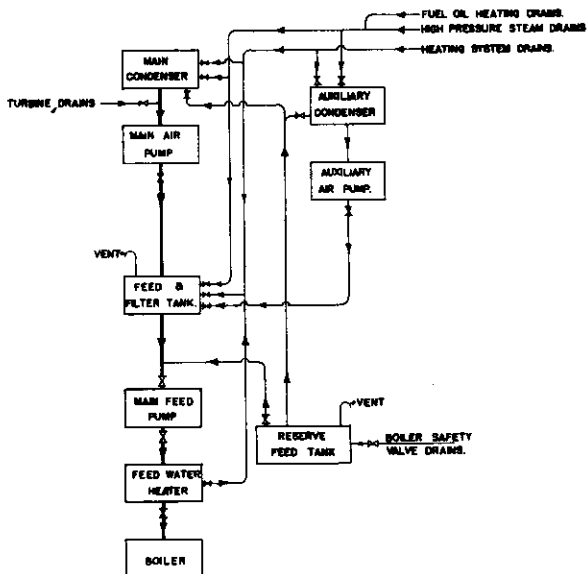 FUEL OIL HEATING DRAINS.
HIGH PRESSURE STEAM DRAINS
HEATING SYSTEM DRAINS.
MAIN
CONDENSER
TURBINE DRAINS
AUXILIARY
CONDENSER
MAIN AIR
PUMP
AUXILIARY
AIR PUMP.
VENT
FEED &
FILTER TANK.
MAIN FEED
PUMP
VENT
RESERVE
FEED TANK
BOILER SAFETY
VALVE DRAINS.
FEED WATER
HEATER
BOILER